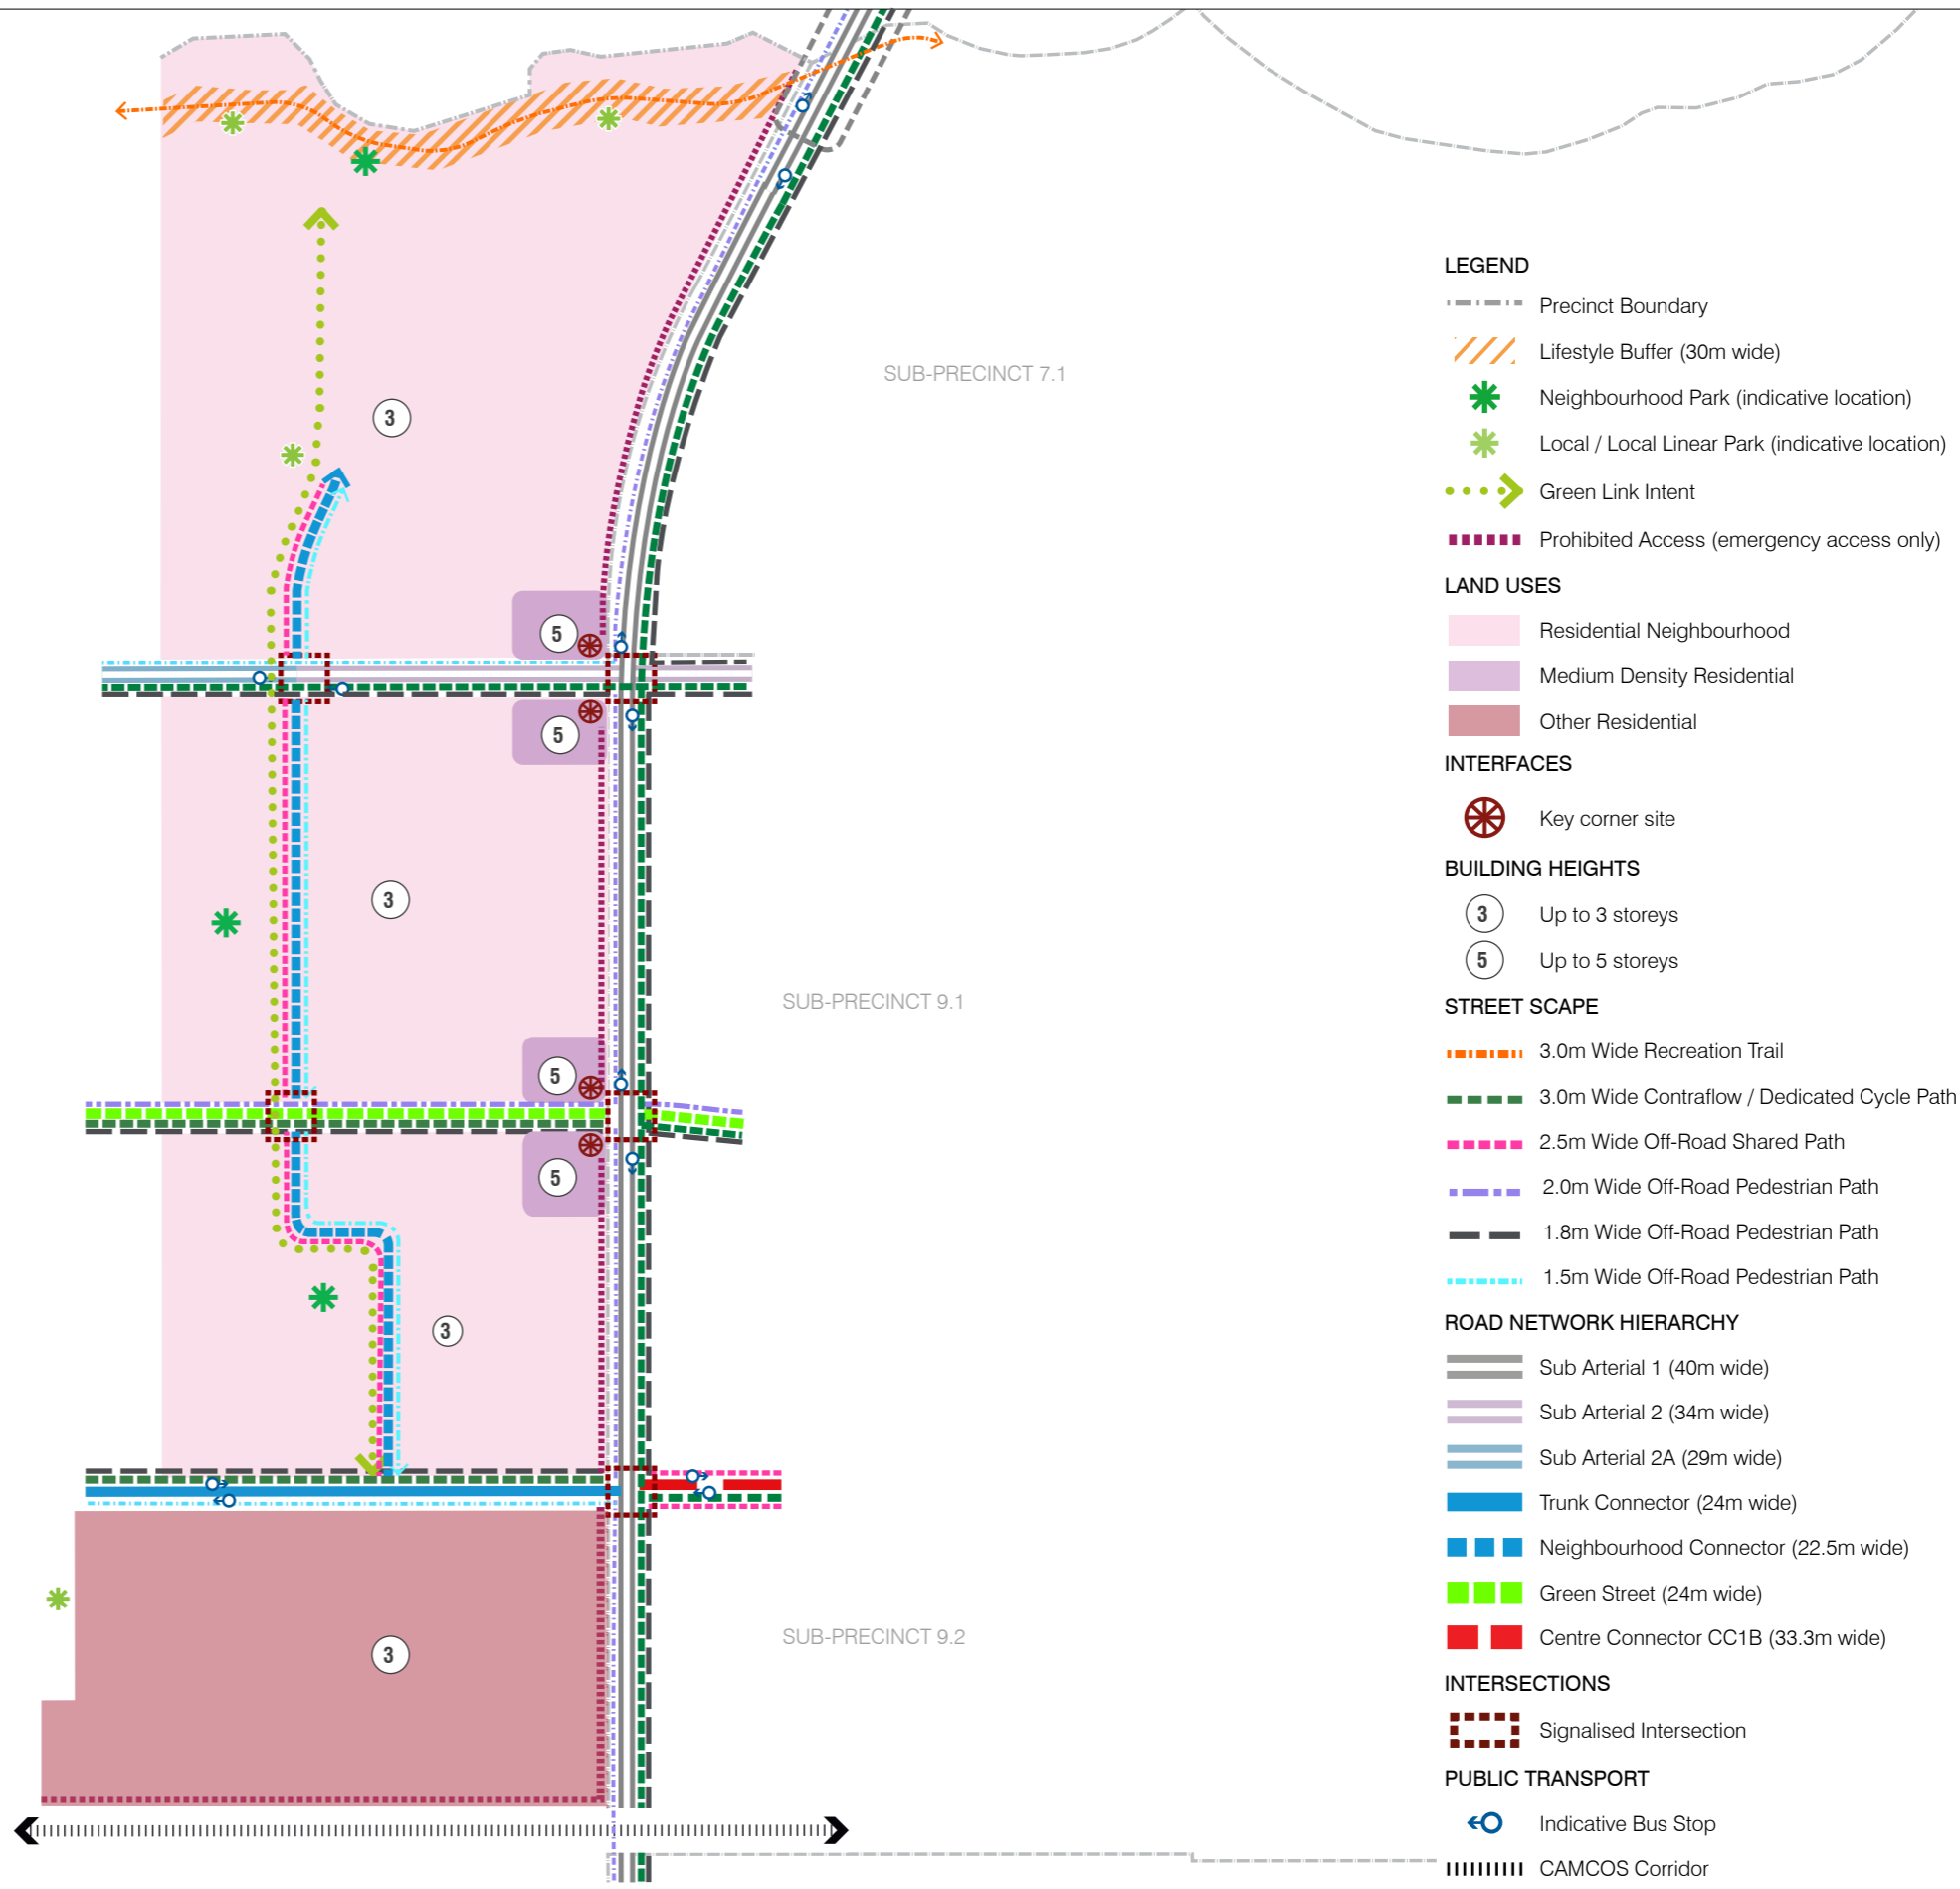 SUB-PRECINCT 7.1
3
5
5
3
SUB-PRECINCT 9.1
5
5
3
SUB-PRECINCT 9.2
3
LEGEND
Precinct Boundary
Lifestyle Buffer (30m wide)
Neighbourhood Park (indicative location)
Local / Local Linear Park (indicative location)
Green Link Intent
Prohibited Access (emergency access only)
LAND USES
Residential Neighbourhood
Medium Density Residential
Other Residential
INTERFACES
Key corner site
BUILDING HEIGHTS
3 Up to 3 storeys
5 Up to 5 storeys
STREET SCAPE
3.0m Wide Recreation Trail
3.0m Wide Contraflow / Dedicated Cycle Path
2.5m Wide Off-Road Shared Path
2.0m Wide Off-Road Pedestrian Path
1.8m Wide Off-Road Pedestrian Path
1.5m Wide Off-Road Pedestrian Path
ROAD NETWORK HIERARCHY
Sub Arterial 1 (40m wide)
Sub Arterial 2 (34m wide)
Sub Arterial 2A (29m wide)
Trunk Connector (24m wide)
Neighbourhood Connector (22.5m wide)
Green Street (24m wide)
Centre Connector CC1B (33.3m wide)
INTERSECTIONS
Signalised Intersection
PUBLIC TRANSPORT
Indicative Bus Stop
CAMCOS Corridor